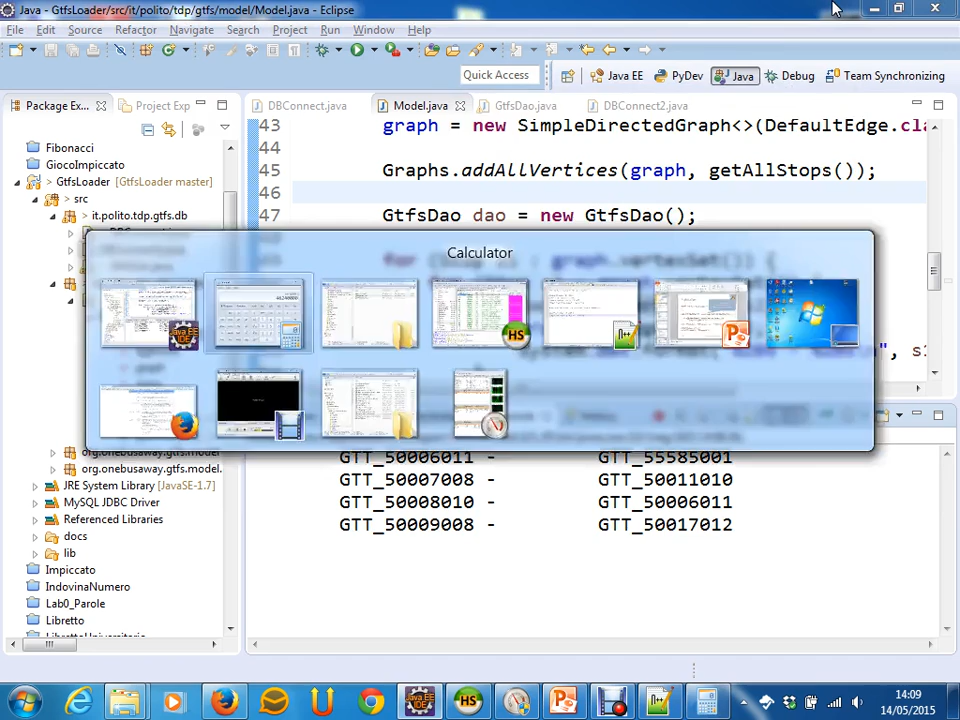 Java - GtfsLoader/src/it/polito/tdp/gtfs/model/Model.java - Eclipse
File Edit Source Refactor Navigate Search Project Run Window Help
Quick Access Java EE PyDev Java Debug Team Synchronizing
Package Ex... Project Exp DBConnect.java Model.java GtfsDao.java DBConnect2.java
43 graph = new SimpleDirectedGraph<>(DefaultEdge.cla
Fibonacci
44
GiocoImpiccato
45 Graphs.addAllVertices(graph, getAllStops());
> GtfsLoader [GtfsLoader master]
46
> src
47 GtfsDao dao = new GtfsDao();
> it.polito.tdp.gtfs.db
Calculator
org.onebusaway.gtfs.model
org.onebusaway.gtfs.model.
JRE System Library [JavaSE-1.7]
MySQL JDBC Driver
Referenced Libraries
docs
lib
Impiccato
IndovinaNumero
Lab0_Parole
Libretto
GTT_50006011 - GTT_55585001
GTT_50007008 - GTT_50011010
GTT_50008010 - GTT_50006011
GTT_50009008 - GTT_50017012
14:09
14/05/2015